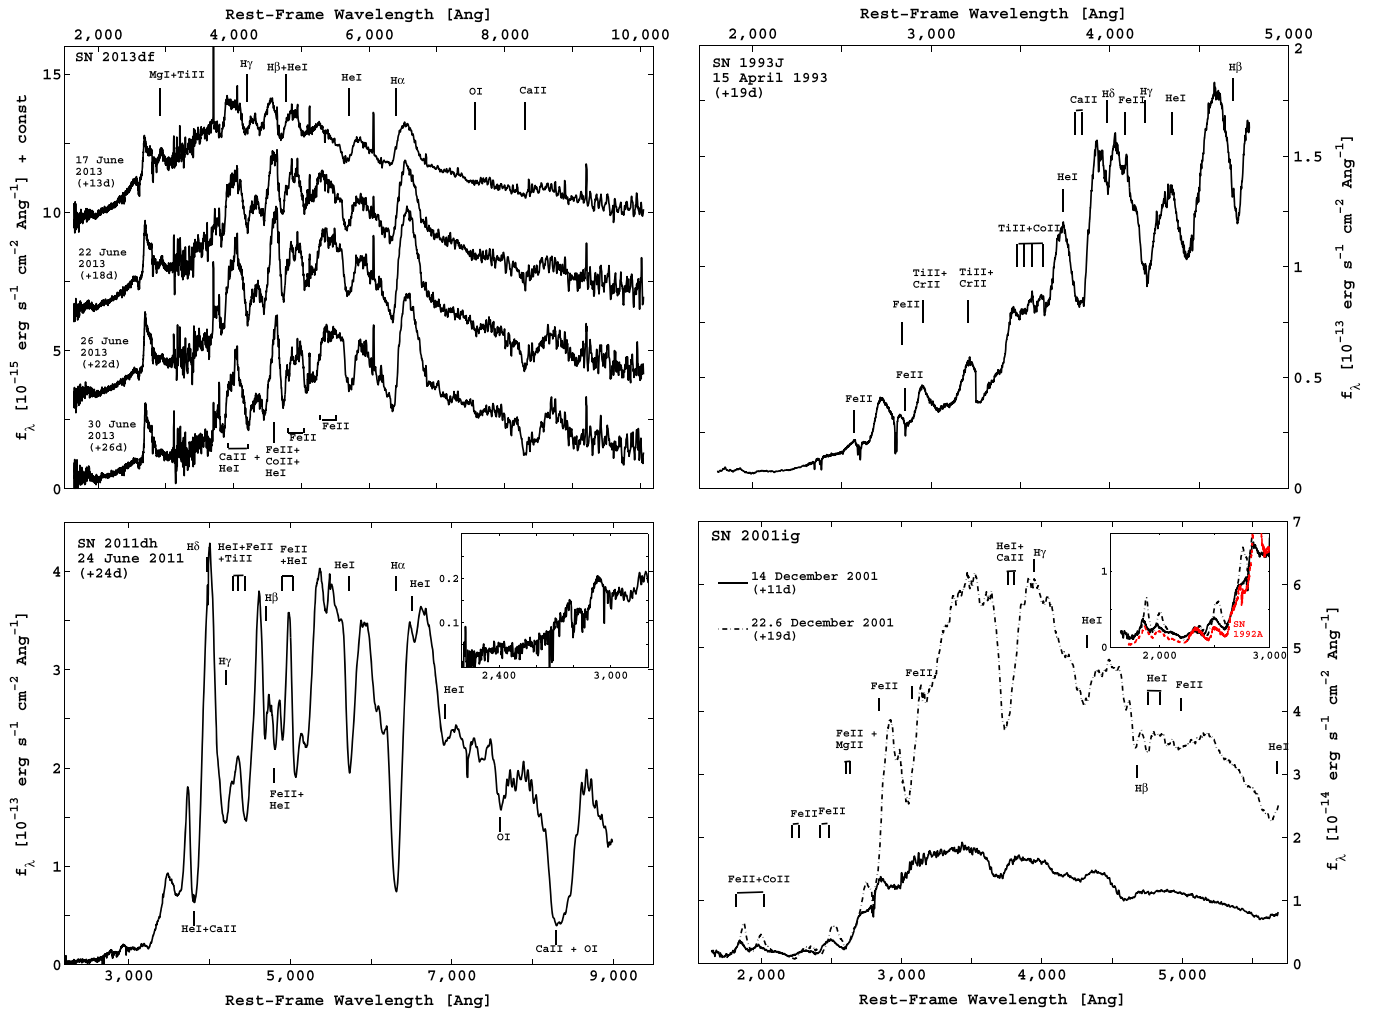 Rest-Frame Wavelength [Ang]
2,000 4,000 6,000 8,000 10,000
SN 2013df
MgI+TiII
Hγ
Hβ+HeI
HeI
Hα
OI
CaII
15
10
5
0
17 June
2013
(+13d)
22 June
2013
(+18d)
26 June
2013
(+22d)
30 June
2013
(+26d)
CaII +
HeI
FeII+
CoII+
HeI
FeII
FeII
f_λ [10^-15 erg s^-1 cm^-2 Ang^-1] + const
Rest-Frame Wavelength [Ang]
2,000 3,000 4,000 5,000
SN 1993J
15 April 1993
(+19d)
CaII
Hδ
FeII
Hγ
HeI
Hβ
HeI
TiII+CoII
TiII+
CrII
TiII+
CrII
FeII
FeII
FeII
2
1.5
1
0.5
0
f_λ [10^-13 erg s^-1 cm^-2 Ang^-1]
SN 2011dh
24 June 2011
(+24d)
Hδ
HeI+FeII
+TiII
FeII
+HeI
HeI
Hα
HeI
Hβ
Hγ
HeI
FeII+
HeI
OI
HeI+CaII
CaII + OI
0.2
0.1
2,400 3,000
4
3
2
1
0
3,000 5,000 7,000 9,000
Rest-Frame Wavelength [Ang]
f_λ [10^-13 erg s^-1 cm^-2 Ang^-1]
SN 2001ig
14 December 2001
(+11d)
22.6 December 2001
(+19d)
HeI+
CaII
Hγ
HeI
FeII
FeII
FeII +
MgII
HeI
FeII
HeI
Hβ
FeII
FeII
FeII+CoII
1
SN
1992A
2,000 3,000
7
6
5
4
3
2
1
0
2,000 3,000 4,000 5,000
Rest-Frame Wavelength [Ang]
f_λ [10^-14 erg s^-1 cm^-2 Ang^-1]